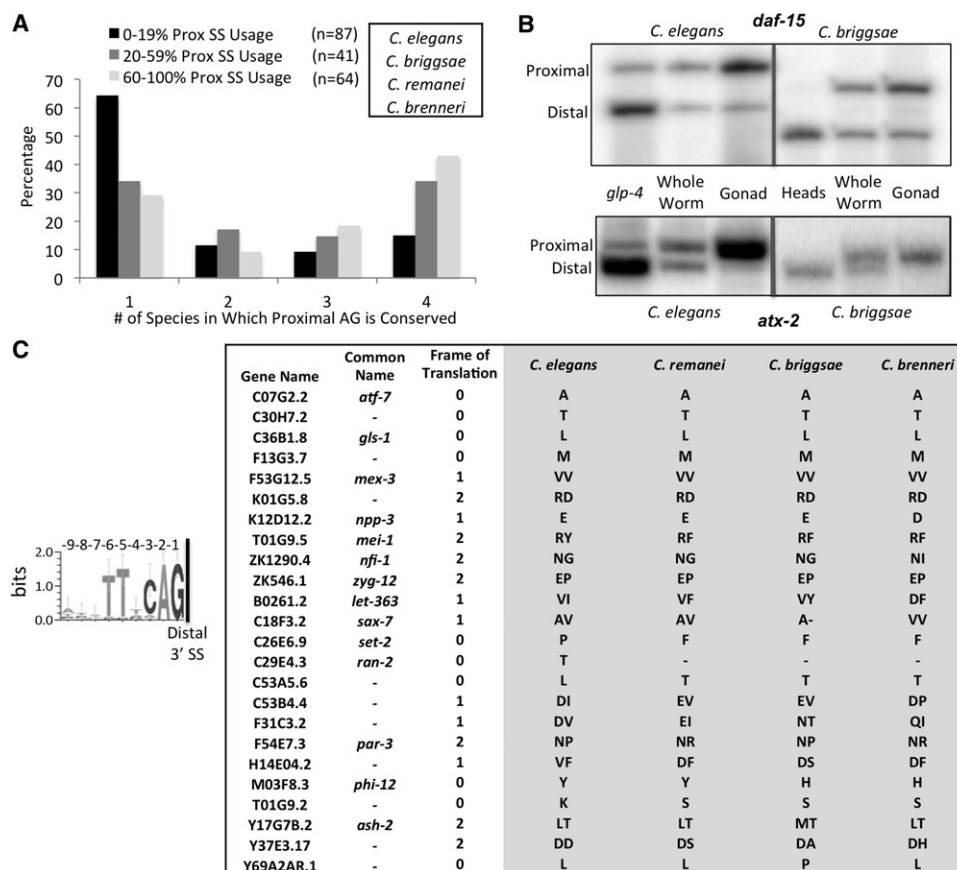 A
0-19% Prox SS Usage (n=87)
20-59% Prox SS Usage (n=41)
60-100% Prox SS Usage (n=64)
C. elegans
C. briggsae
C. remanei
C. brenneri
Percentage
70
60
50
40
30
20
10
0
1 2 3 4
# of Species in Which Proximal AG is Conserved
B
daf-15
C. elegans C. briggsae
Proximal
Distal
glp-4 Whole Worm Gonad Heads Whole Worm Gonad
Proximal
Distal
C. elegans C. briggsae
atx-2
C
-9-8-7-6-5-4-3-2-1
bits
2.0
1.0
0.0
TT CAG
Distal
3' SS
Gene Name Common Name Frame of Translation C. elegans C. remanei C. briggsae C. brenneri
C07G2.2 atf-7 0 A A A A
C30H7.2 - 0 T T T T
C36B1.8 gls-1 0 L L L L
F13G3.7 - 0 M M M M
F53G12.5 mex-3 1 VV VV VV VV
K01G5.8 - 2 RD RD RD RD
K12D12.2 npp-3 1 E E E D
T01G9.5 mei-1 2 RY RF RF RF
ZK1290.4 nfi-1 2 NG NG NG NI
ZK546.1 zyg-12 2 EP EP EP EP
B0261.2 let-363 1 VI VF VY DF
C18F3.2 sax-7 1 AV AV A- VV
C26E6.9 set-2 0 P F F F
C29E4.3 ran-2 0 T - - -
C53A5.6 - 0 L T T T
C53B4.4 - 1 DI EV EV DP
F31C3.2 - 1 DV EI NT QI
F54E7.3 par-3 2 NP NR NP NR
H14E04.2 - 1 VF DF DS DF
M03F8.3 phi-12 0 Y Y H H
T01G9.2 - 0 K S S S
Y17G7B.2 ash-2 2 LT LT MT LT
Y37E3.17 - 2 DD DS DA DH
Y69A2AR.1 0 L L P L